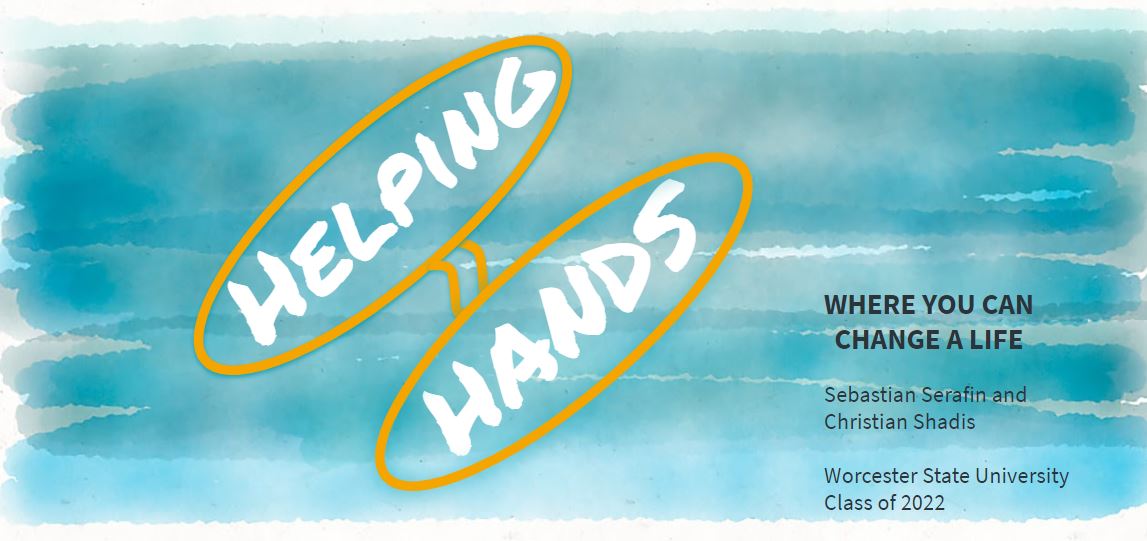 HELPING
HANDS
WHERE YOU CAN
CHANGE A LIFE
Sebastian Serafin and
Christian Shadis
Worcester State University
Class of 2022